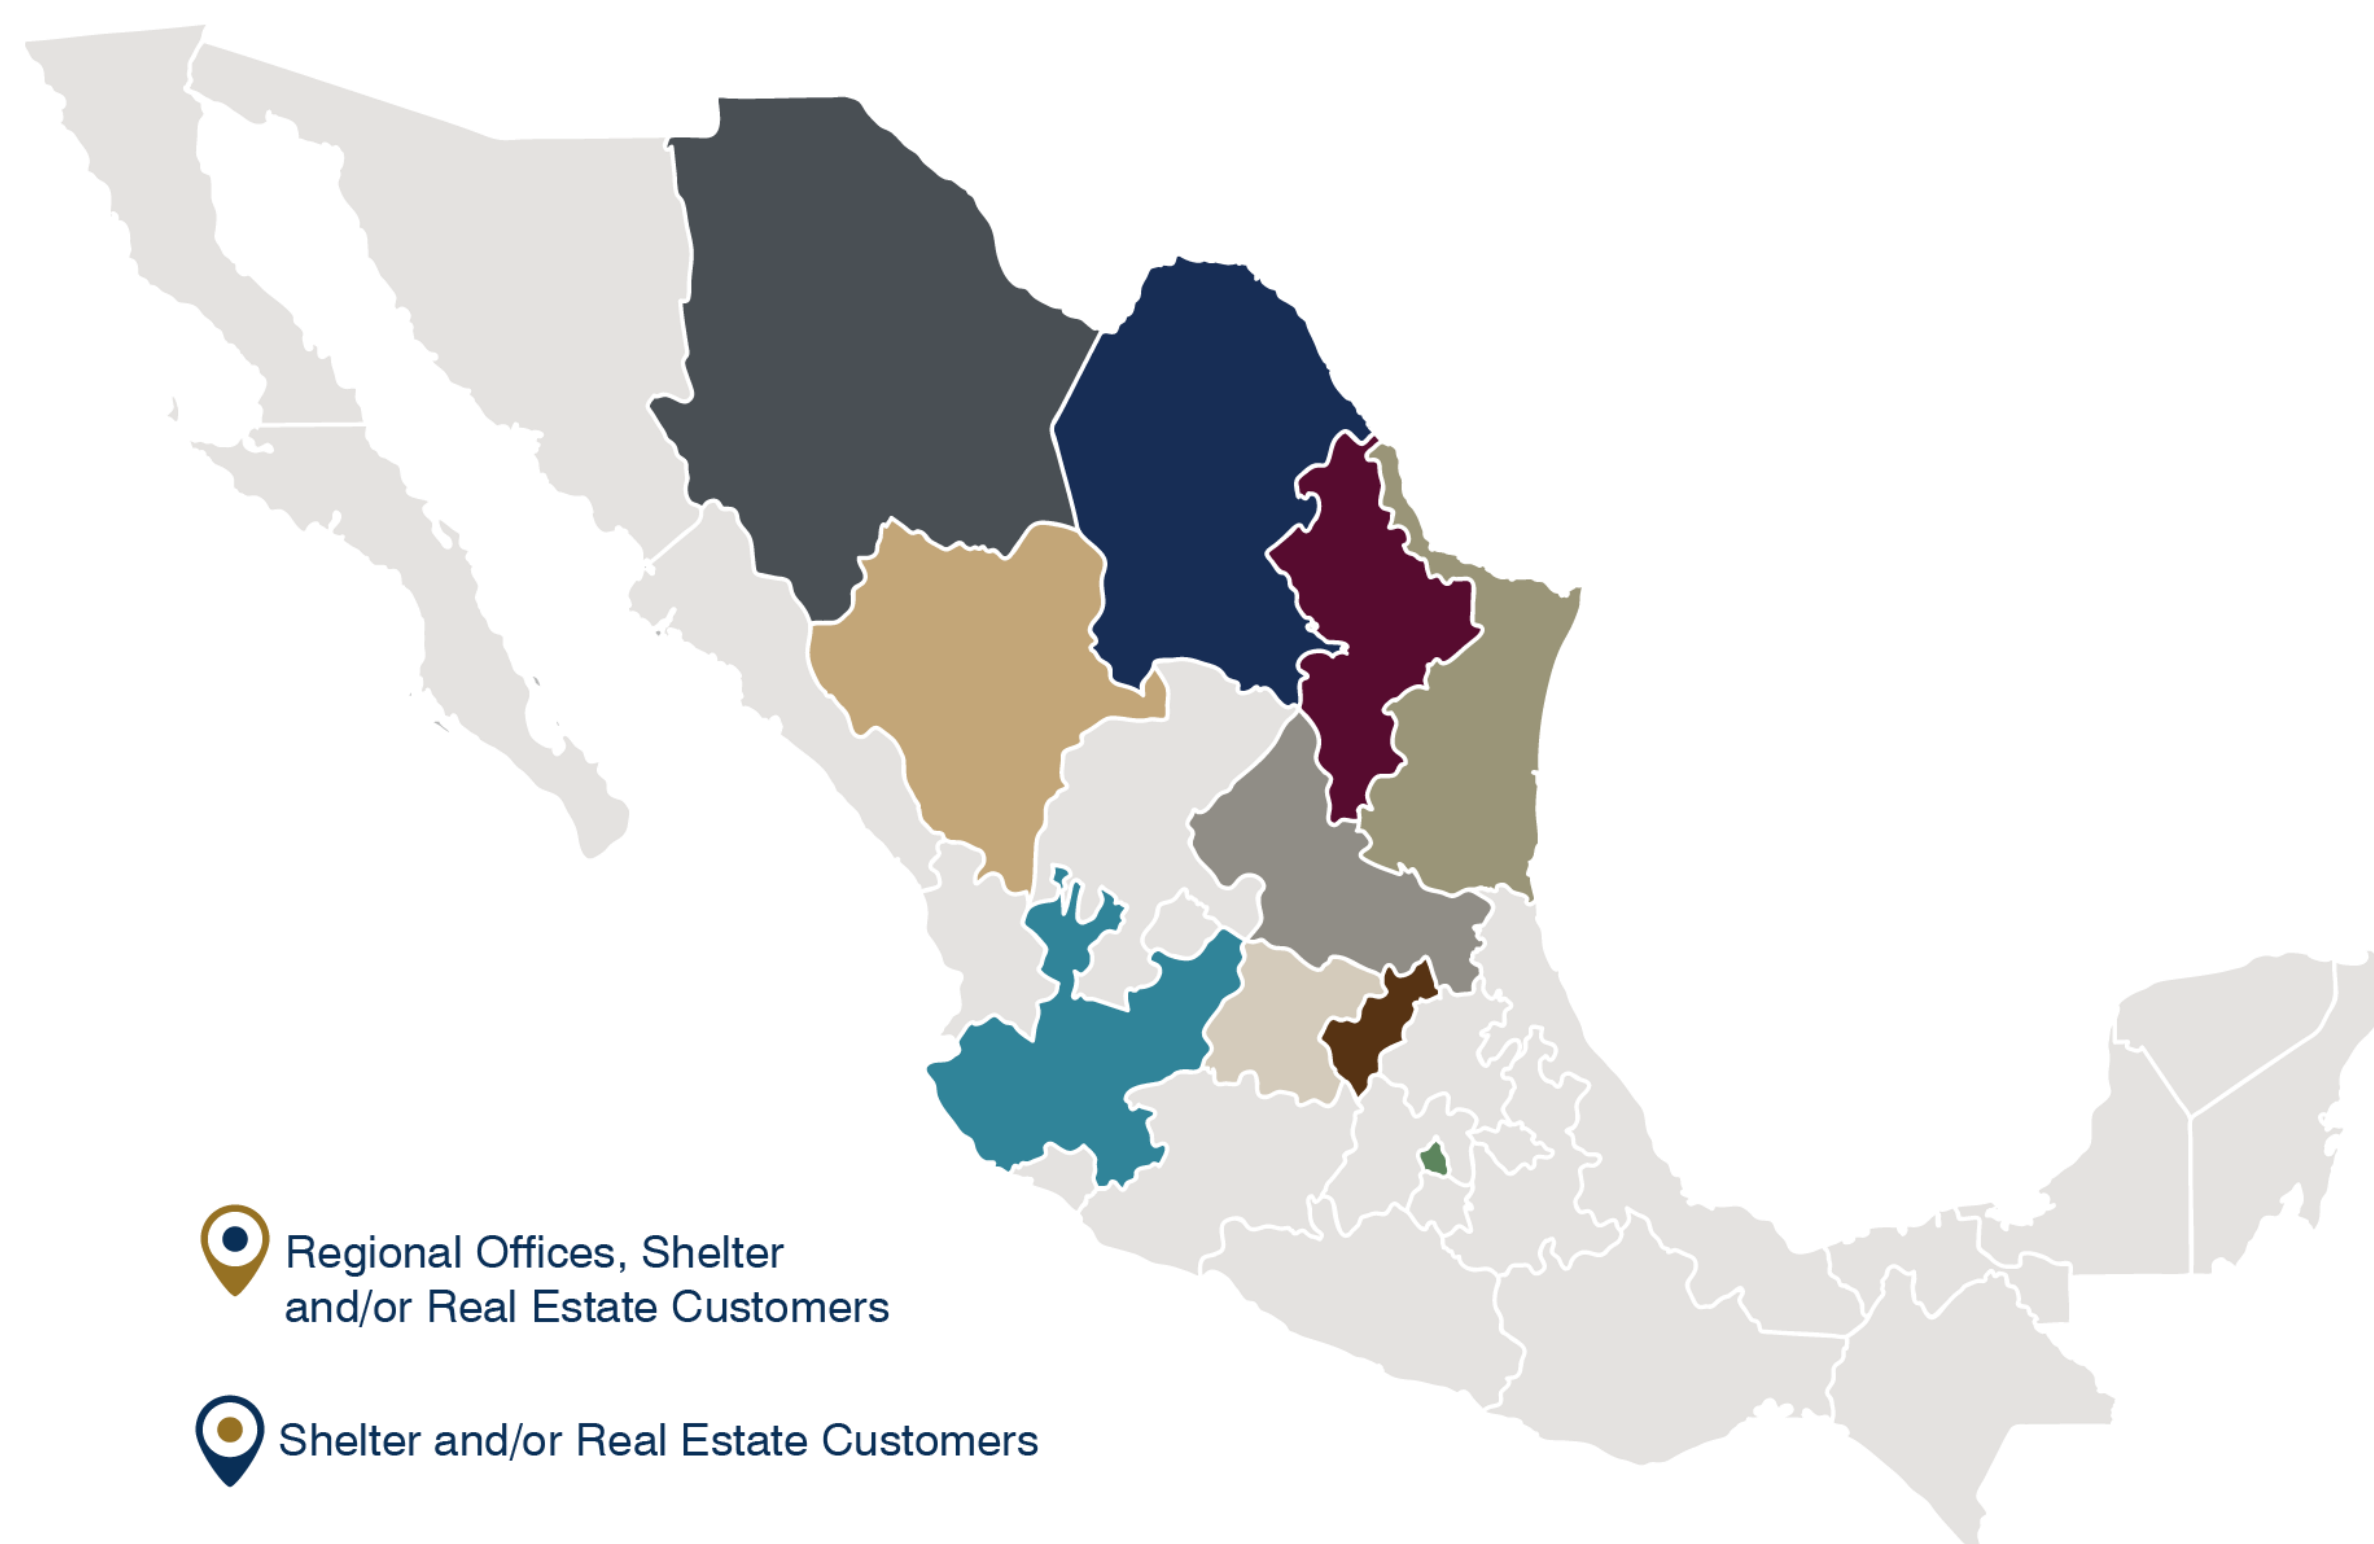 Regional Offices, Shelter
and/or Real Estate Customers
Shelter and/or Real Estate Customers